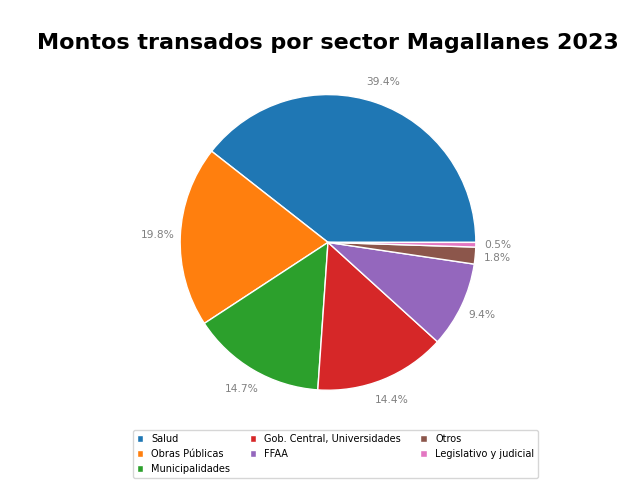 Montos transados por sector Magallanes 2023
39.4%
19.8%
0.5%
1.8%
9.4%
14.7%
14.4%
Salud
Obras Públicas
Municipalidades
Gob. Central, Universidades
FFAA
Otros
Legislativo y judicial